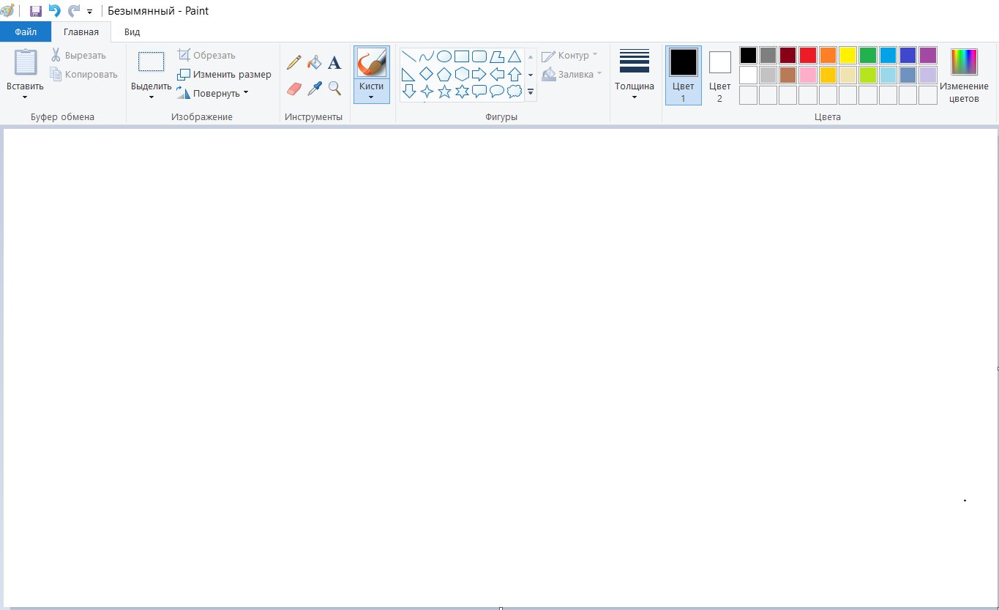 Безымянный - Paint
Файл Главная Вид
Вставить
Вырезать
Копировать
Буфер обмена
Выделить
Обрезать
Изменить размер
Повернуть
Изображение
A
Инструменты
Кисти
Контур
Заливка
Фигуры
Толщина
Цвет
1
Цвет
2
Изменение
цветов
Цвета